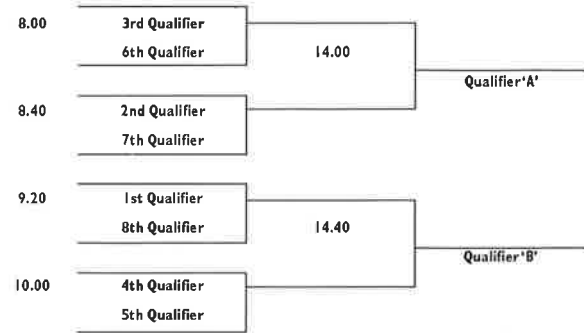 8.00
3rd Qualifier
6th Qualifier
14.00
Qualifier 'A'
8.40
2nd Qualifier
7th Qualifier
9.20
1st Qualifier
8th Qualifier
14.40
Qualifier 'B'
10.00
4th Qualifier
5th Qualifier